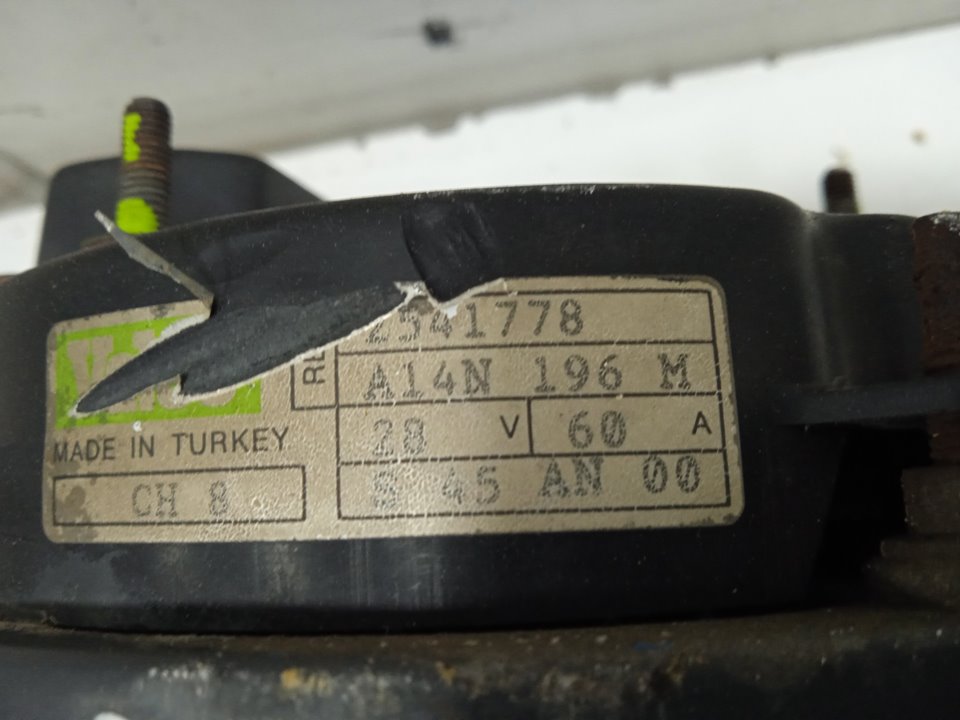 2541778
A14N 196 M
MADE IN TURKEY
28 V 60 A
CH 8
45 AN 00